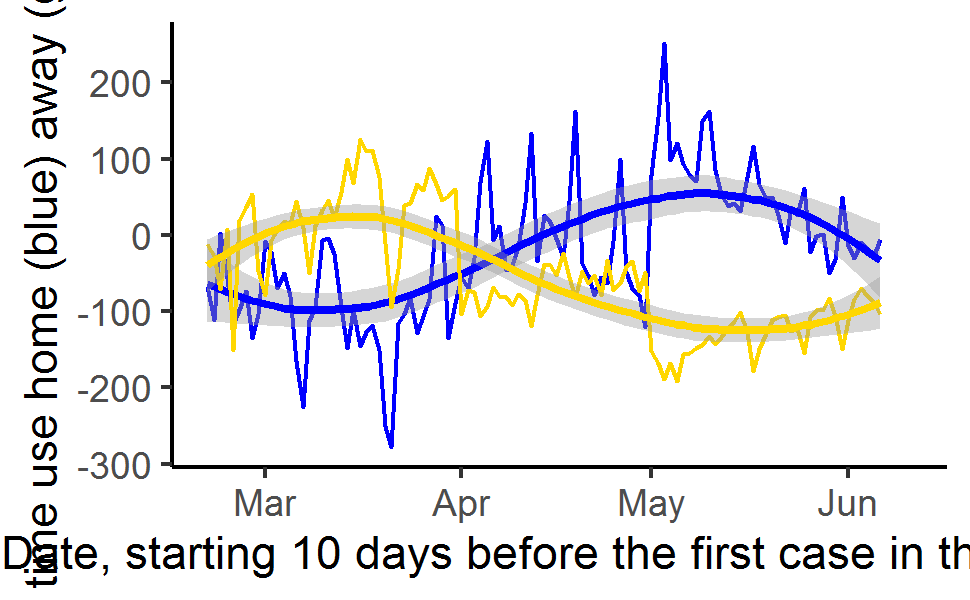 time use home (blue) away (
200
100
0
-100
-200
-300
Mar Apr May Jun
Date, starting 10 days before the first case in th